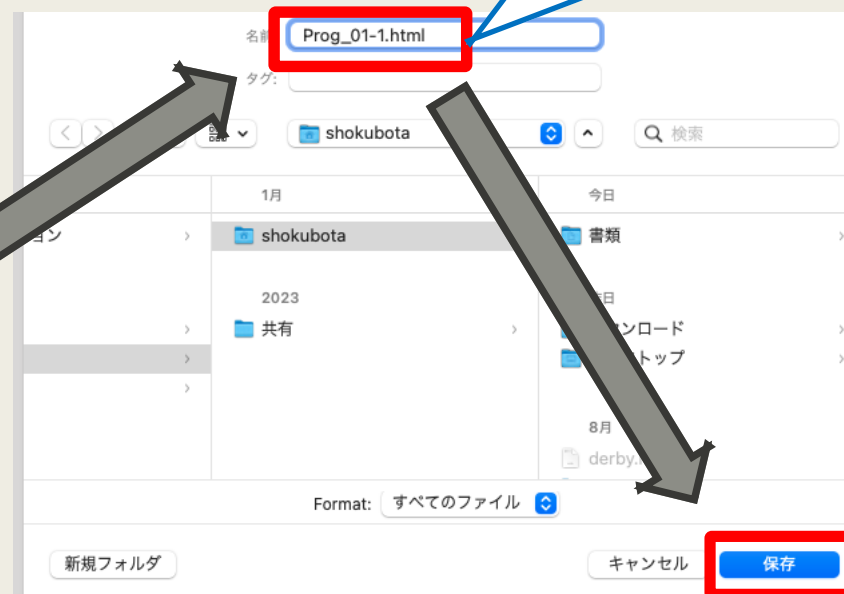 名前 Prog_01-1.html
タグ:
shokubota
検索
1月 今日
ョン shokubota 書類
2023
共有 ンロード
トップ
8月
derby.
Format: すべてのファイル
新規フォルダ キャンセル 保存